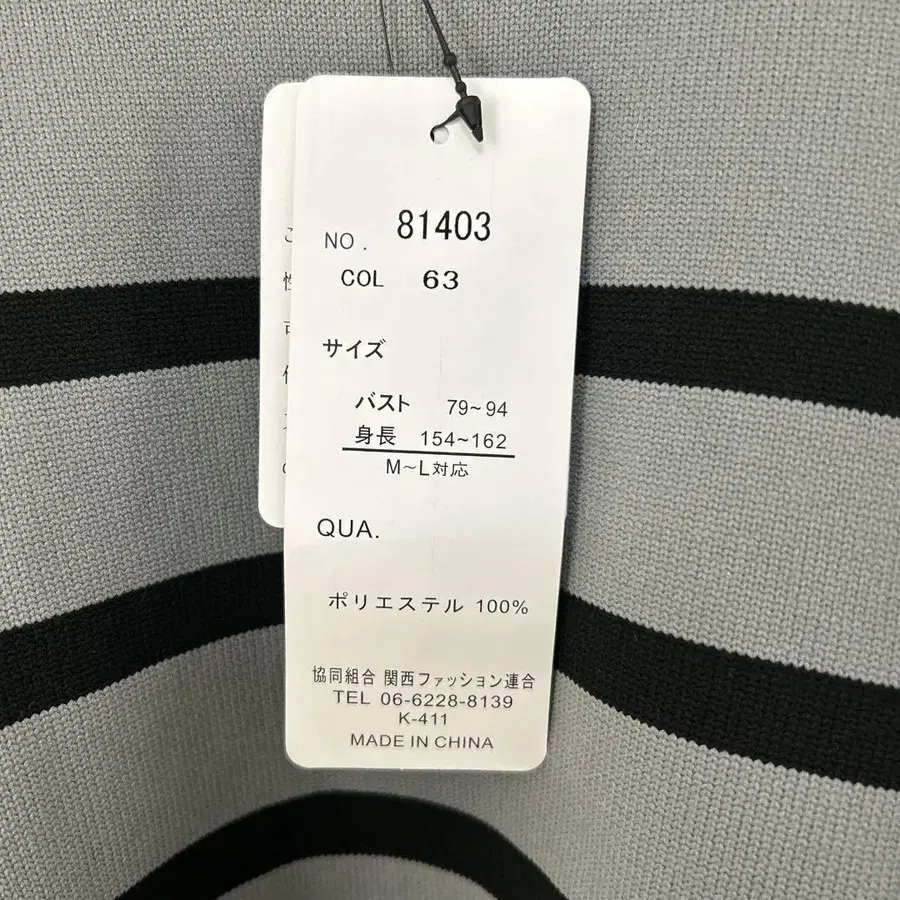 NO. 81403
COL 63
サイズ
バスト 79~94
身長 154~162
M~L対応
QUA.
ポリエステル 100%
協同組合 関西ファッション連合
TEL 06-6228-8139
K-411
MADE IN CHINA